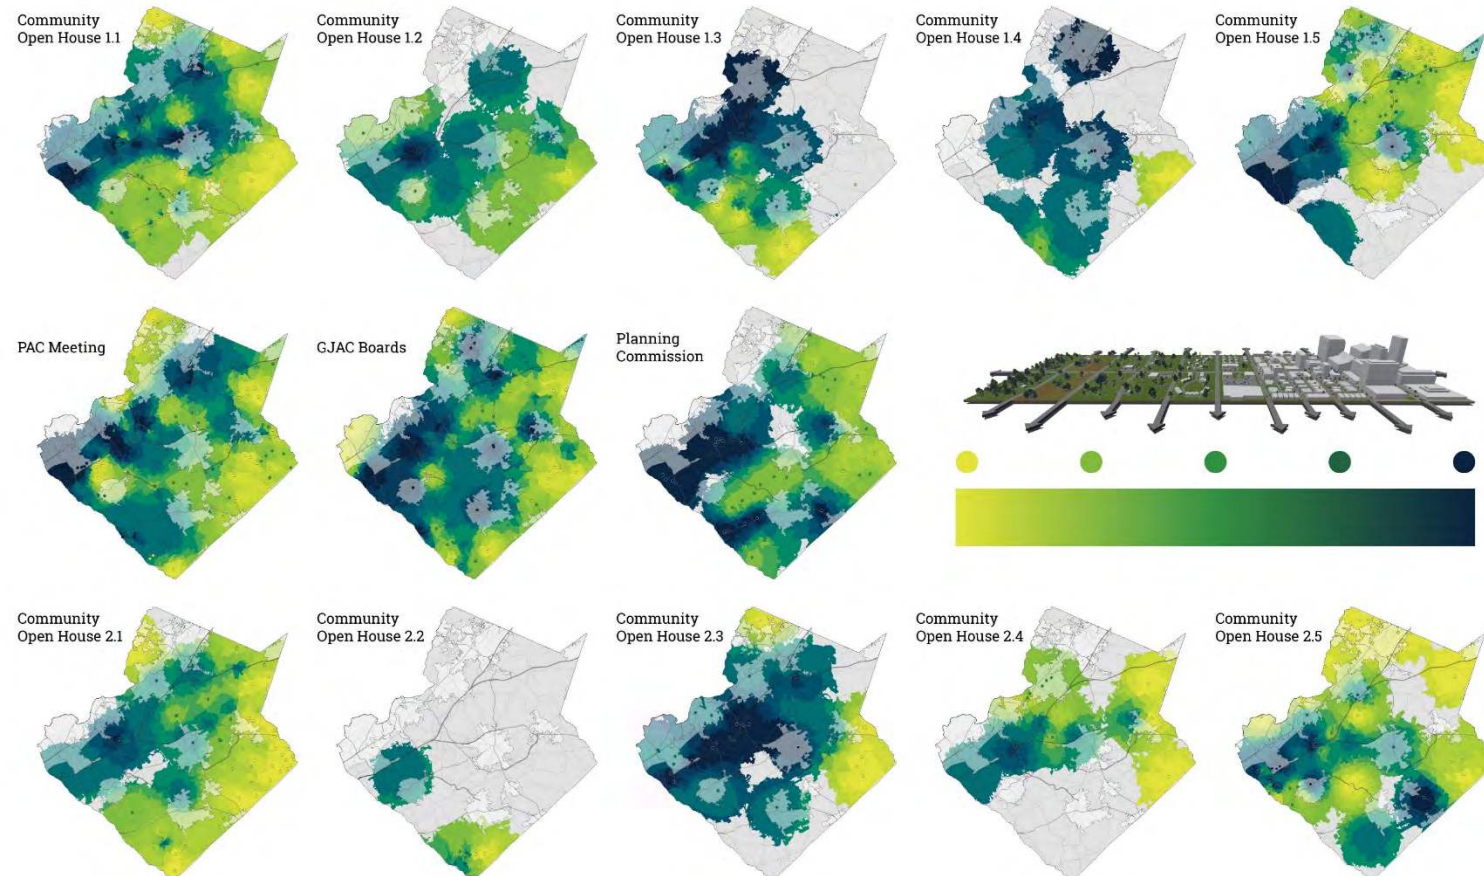 Community
Open House 1.1
Community
Open House 1.2
Community
Open House 1.3
Community
Open House 1.4
Community
Open House 1.5
PAC Meeting
GJAC Boards
Planning
Commission
Community
Open House 2.1
Community
Open House 2.2
Community
Open House 2.3
Community
Open House 2.4
Community
Open House 2.5